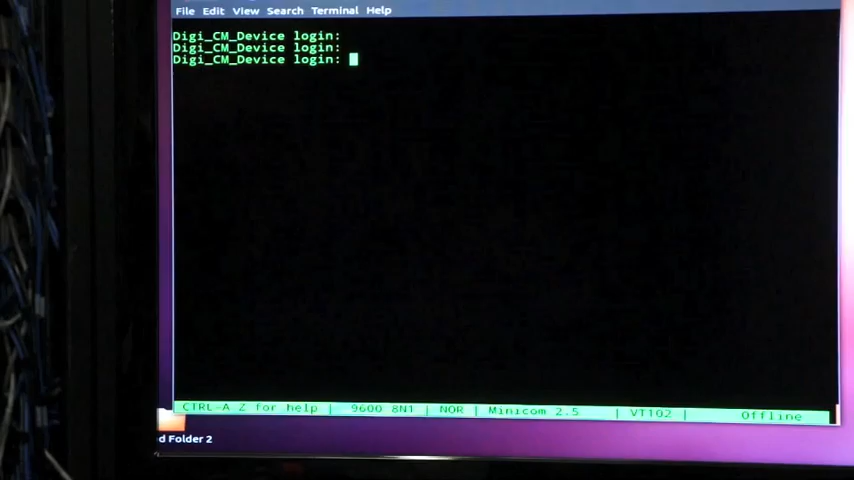 File Edit View Search Terminal Help
Digi_CM_Device login:
Digi_CM_Device login:
Digi_CM_Device login:
CTRL-A Z for help | 9600 8N1 | NOR | Minicom 2.5 | VT102 | Offline
d Folder 2